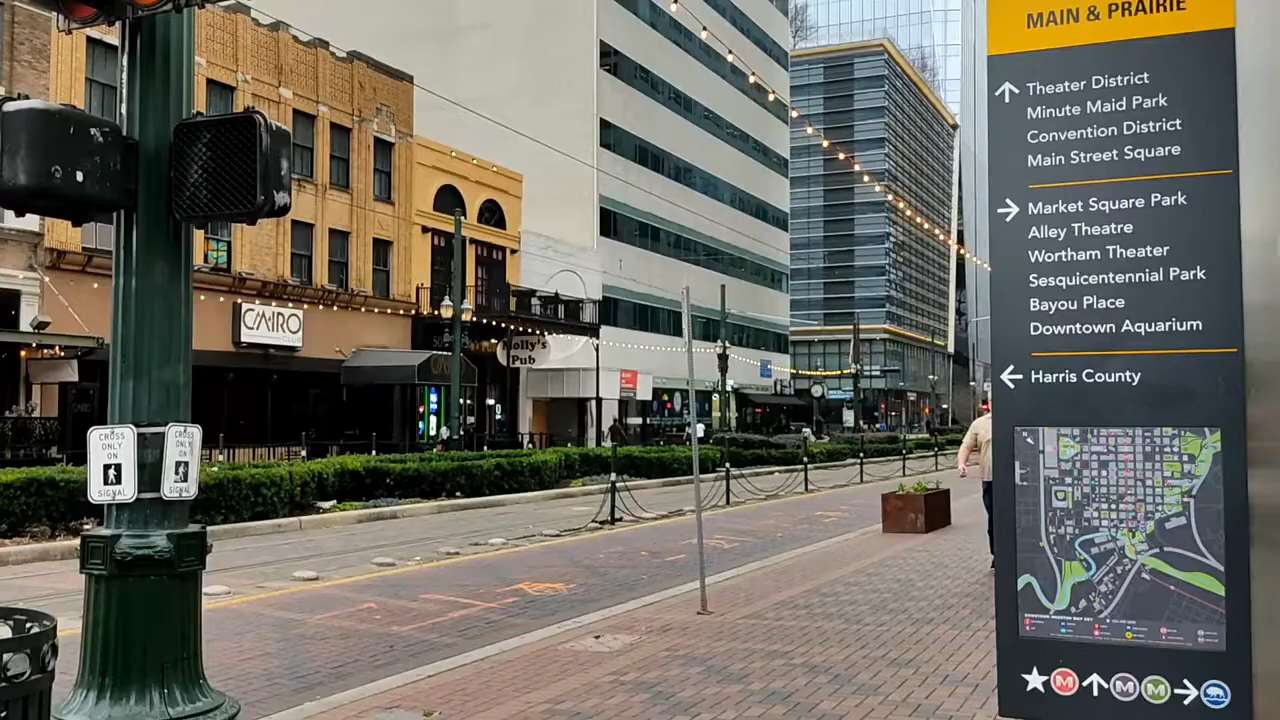 MAIN & PRAIRIE
Theater District
Minute Maid Park
Convention District
Main Street Square
Market Square Park
Alley Theatre
Wortham Theater
Sesquicentennial Park
Bayou Place
Downtown Aquarium
Harris County
CAIRO
CLUB
Molly's
Pub
CROSS
ONLY
ON
SIGNAL
CROSS
ONLY
ON
SIGNAL
M
M
M